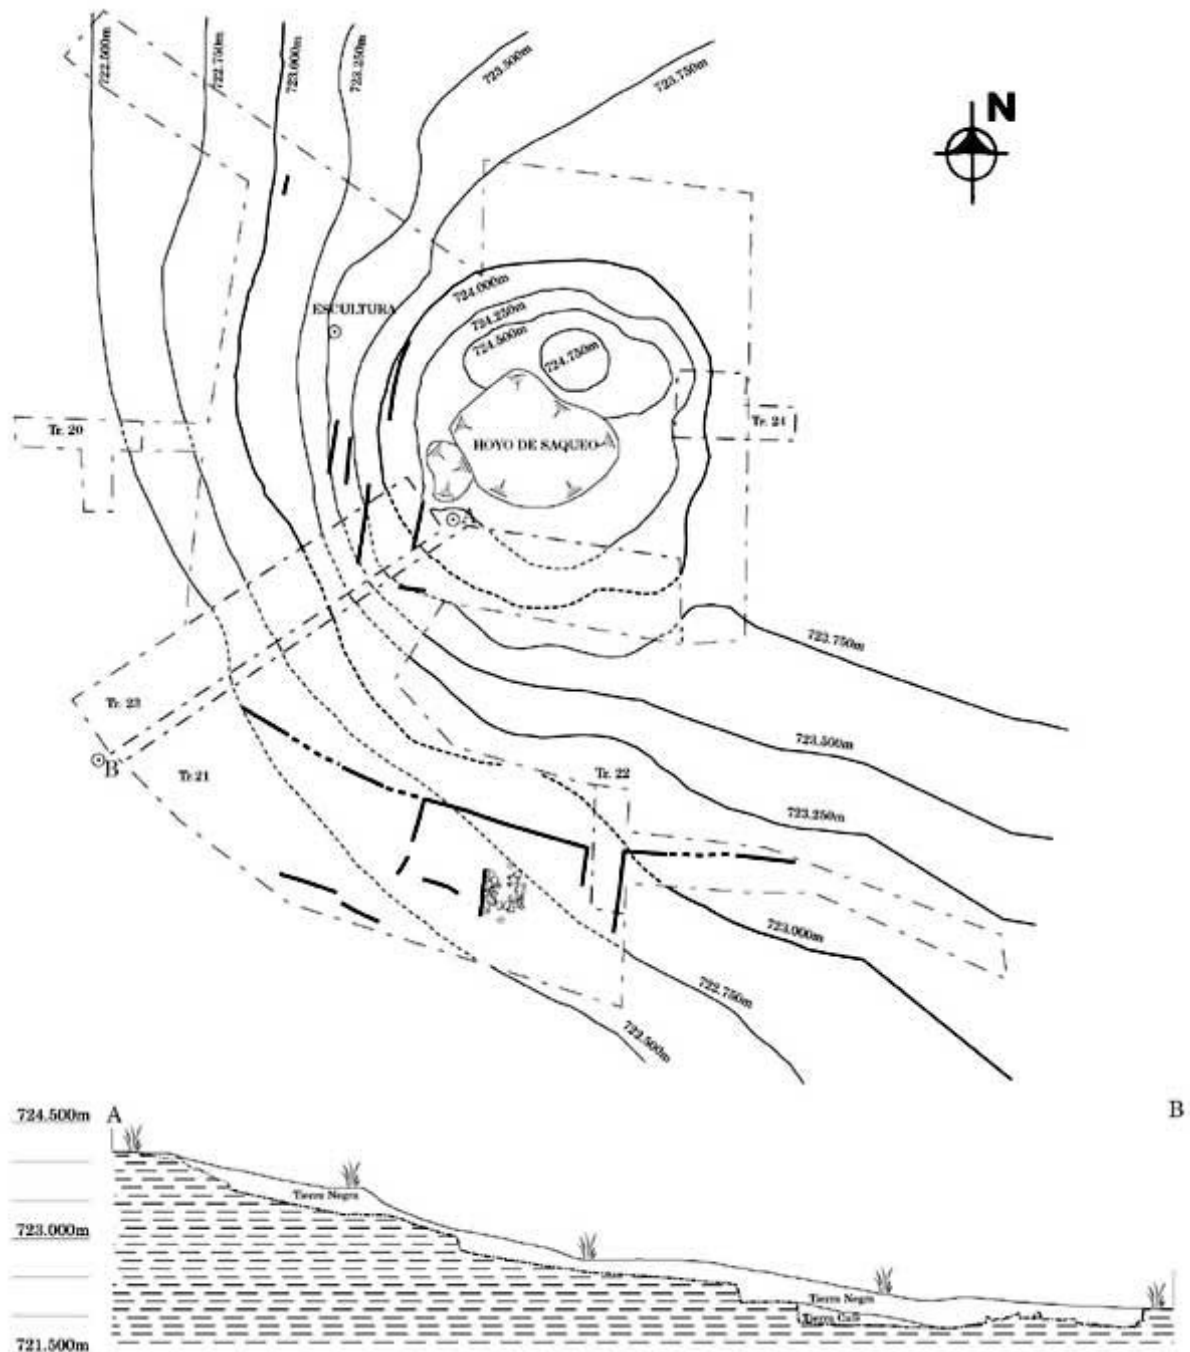 722.500m
722.750m
723.000m
723.250m
723.500m
723.750m
N
724.000m
724.250m
724.500m
724.750m
ESCULTURA
HOYO DE SAQUEO
Tr. 20
Tr. 24
A
723.750m
Tr. 23
B
Tr. 21
Tr. 22
723.500m
723.250m
723.000m
722.750m
722.500m
724.500m
A
B
Tierra Negra
723.000m
Tierra Negra
Tierra Café
721.500m